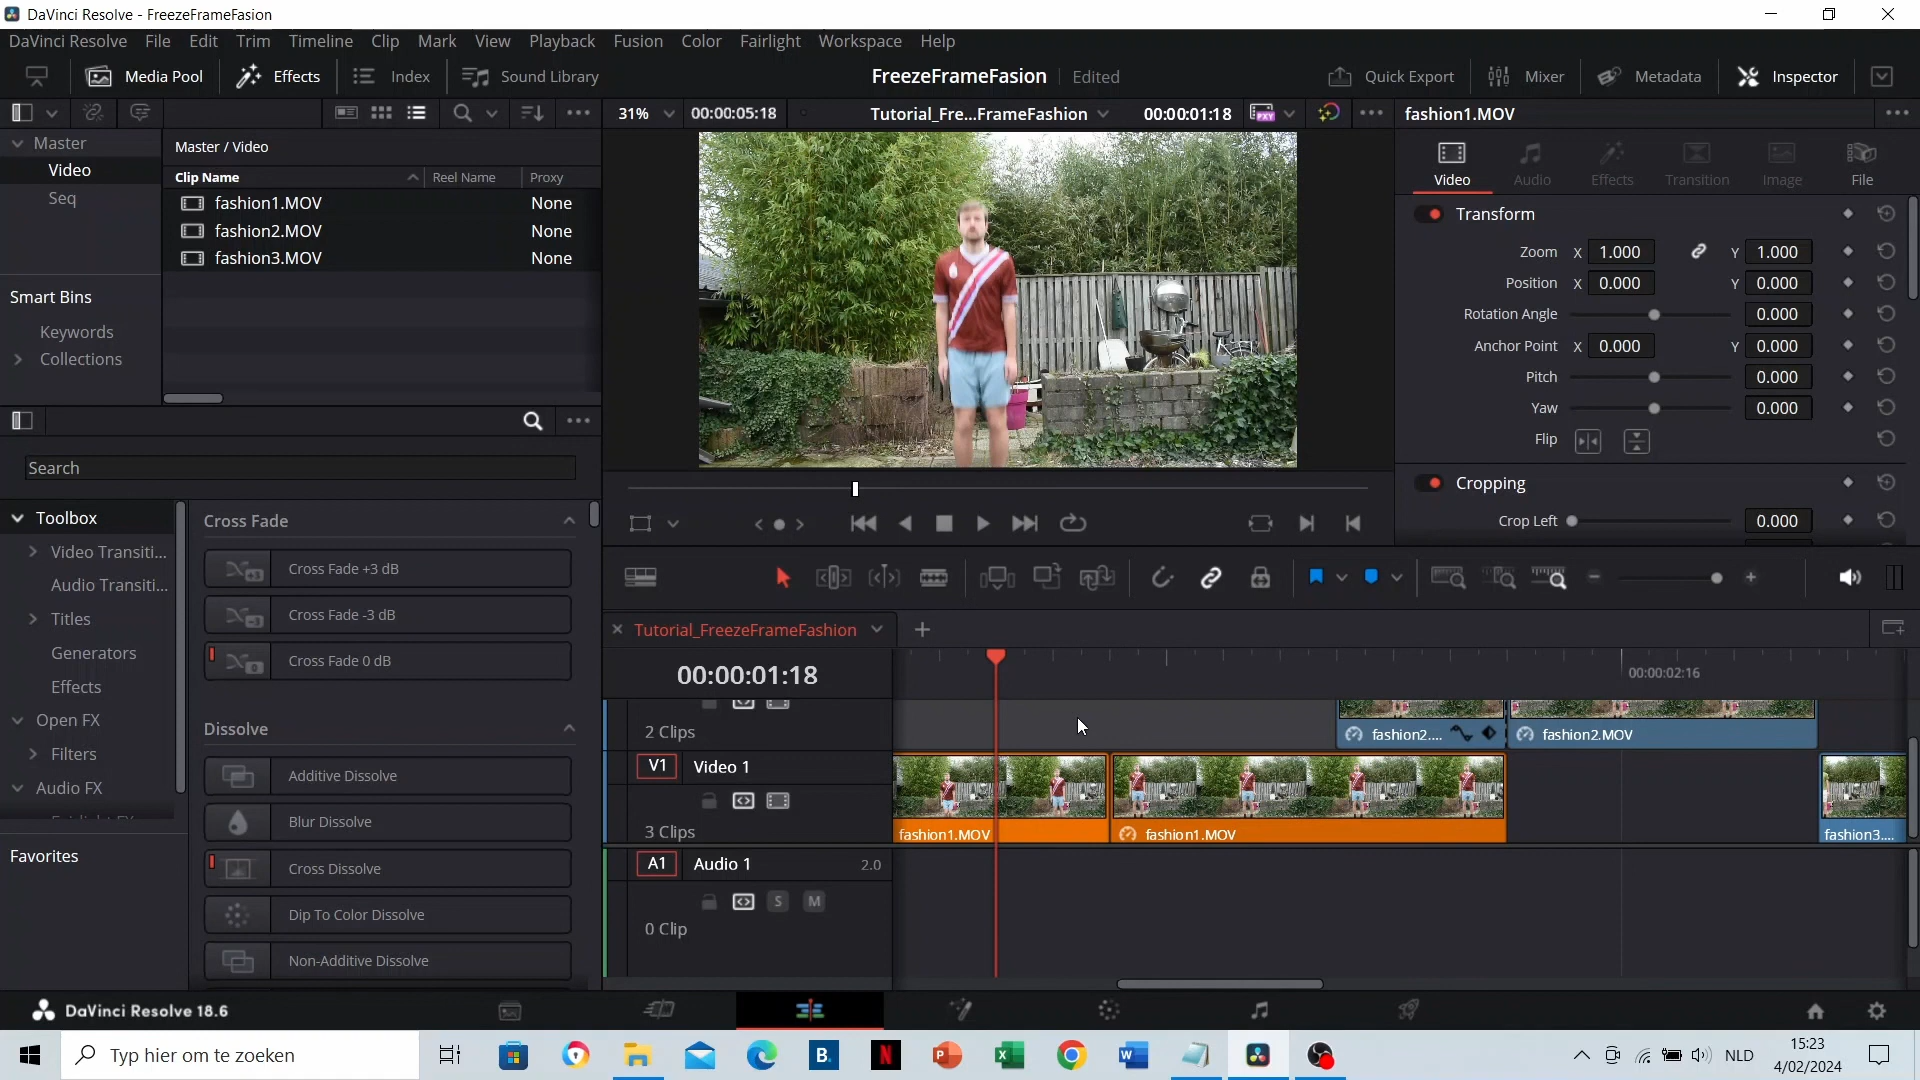 DaVinci Resolve - FreezeFrameFasion
DaVinci Resolve File Edit Trim Timeline Clip Mark View Playback Fusion Color Fairlight Workspace Help
Media Pool Effects Index Sound Library FreezeFrameFasion Edited Quick Export Mixer Metadata Inspector
31% 00:00:05:18 Tutorial_Fre...FrameFashion 00:00:01:18 fashion1.MOV
Master Master / Video
Video Clip Name Reel Name Proxy
Seq
fashion1.MOV None
fashion2.MOV None
fashion3.MOV None
Smart Bins
Keywords
Collections
Video Audio Effects Transition Image File
Transform
Zoom X 1.000 Y 1.000
Position X 0.000 Y 0.000
Rotation Angle 0.000
Anchor Point X 0.000 Y 0.000
Pitch 0.000
Yaw 0.000
Flip
Cropping
Crop Left 0.000
Search
Toolbox
Video Transiti...
Audio Transiti...
Titles
Generators
Effects
Open FX
Filters
Audio FX
Favorites
Cross Fade
Cross Fade +3 dB
Cross Fade -3 dB
Cross Fade 0 dB
Dissolve
Additive Dissolve
Blur Dissolve
Cross Dissolve
Dip To Color Dissolve
Non-Additive Dissolve
Tutorial_FreezeFrameFashion
00:00:01:18 00:00:02:16
2 Clips fashion2.... fashion2.MOV
V1 Video 1
3 Clips fashion1.MOV fashion1.MOV fashion3....
A1 Audio 1 2.0
S M
0 Clip
DaVinci Resolve 18.6
Typ hier om te zoeken B. N P X W NLD 15:23
4/02/2024